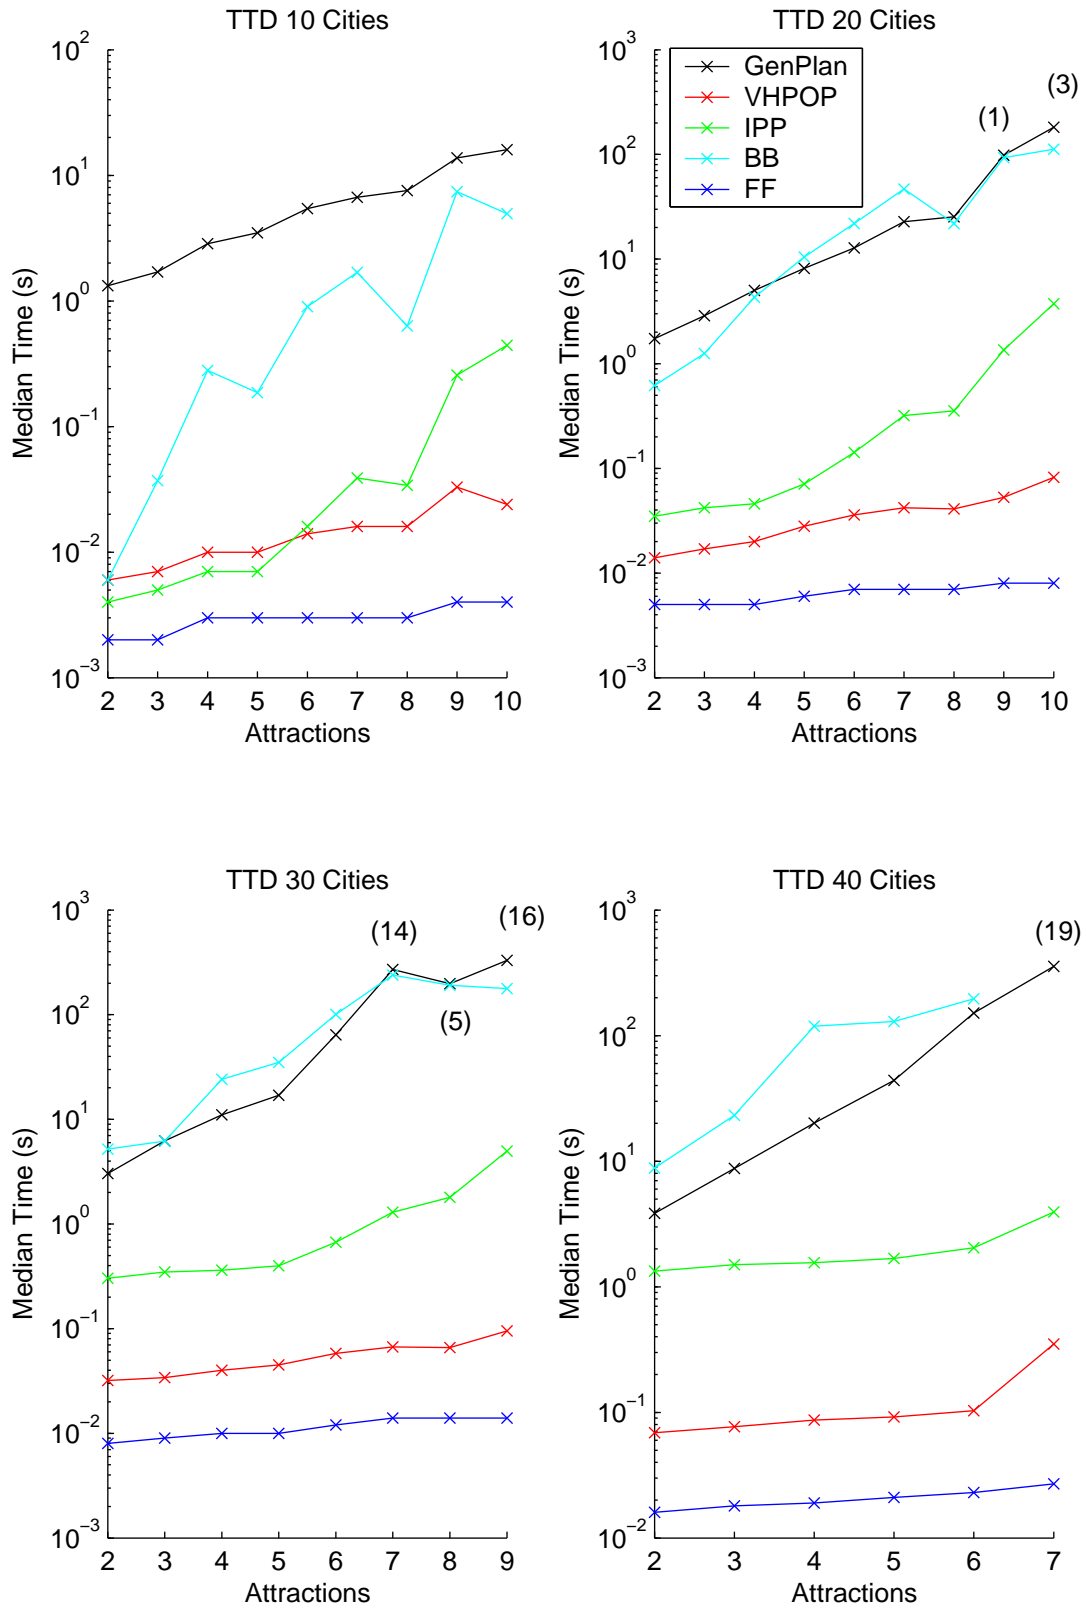 TTD 10 Cities
10^2
10^1
10^0
10^−1
10^−2
10^−3
Median Time (s)
2 3 4 5 6 7 8 9 10
Attractions
TTD 20 Cities
10^3
10^2
10^1
10^0
10^−1
10^−2
10^−3
Median Time (s)
GenPlan
VHPOP
IPP
BB
FF
(1)
(3)
2 3 4 5 6 7 8 9 10
Attractions
TTD 30 Cities
10^3
10^2
10^1
10^0
10^−1
10^−2
10^−3
Median Time (s)
(14)
(5)
(16)
2 3 4 5 6 7 8 9
Attractions
TTD 40 Cities
10^3
10^2
10^1
10^0
10^−1
10^−2
Median Time (s)
(19)
2 3 4 5 6 7
Attractions